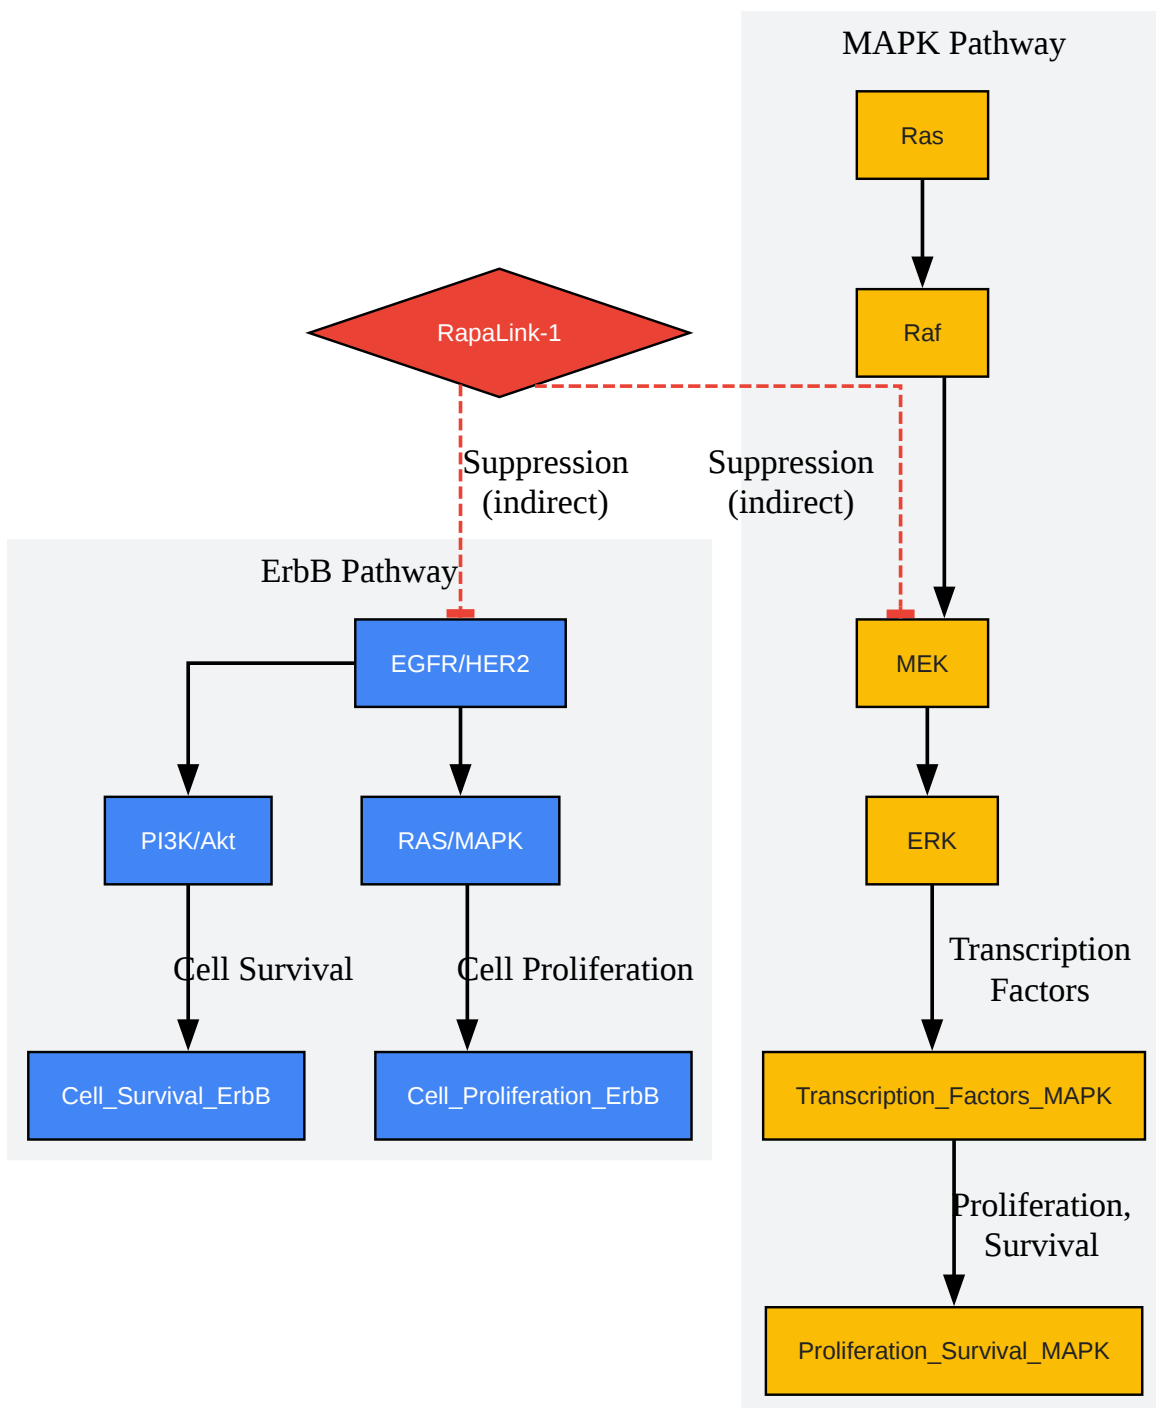 MAPK Pathway
Ras
Raf
RapaLink-1
Suppression
(indirect)
Suppression
(indirect)
ErbB Pathway
EGFR/HER2
MEK
PI3K/Akt
RAS/MAPK
ERK
Cell Survival
Cell Proliferation
Transcription
Factors
Cell_Survival_ErbB
Cell_Proliferation_ErbB
Transcription_Factors_MAPK
Proliferation,
Survival
Proliferation_Survival_MAPK